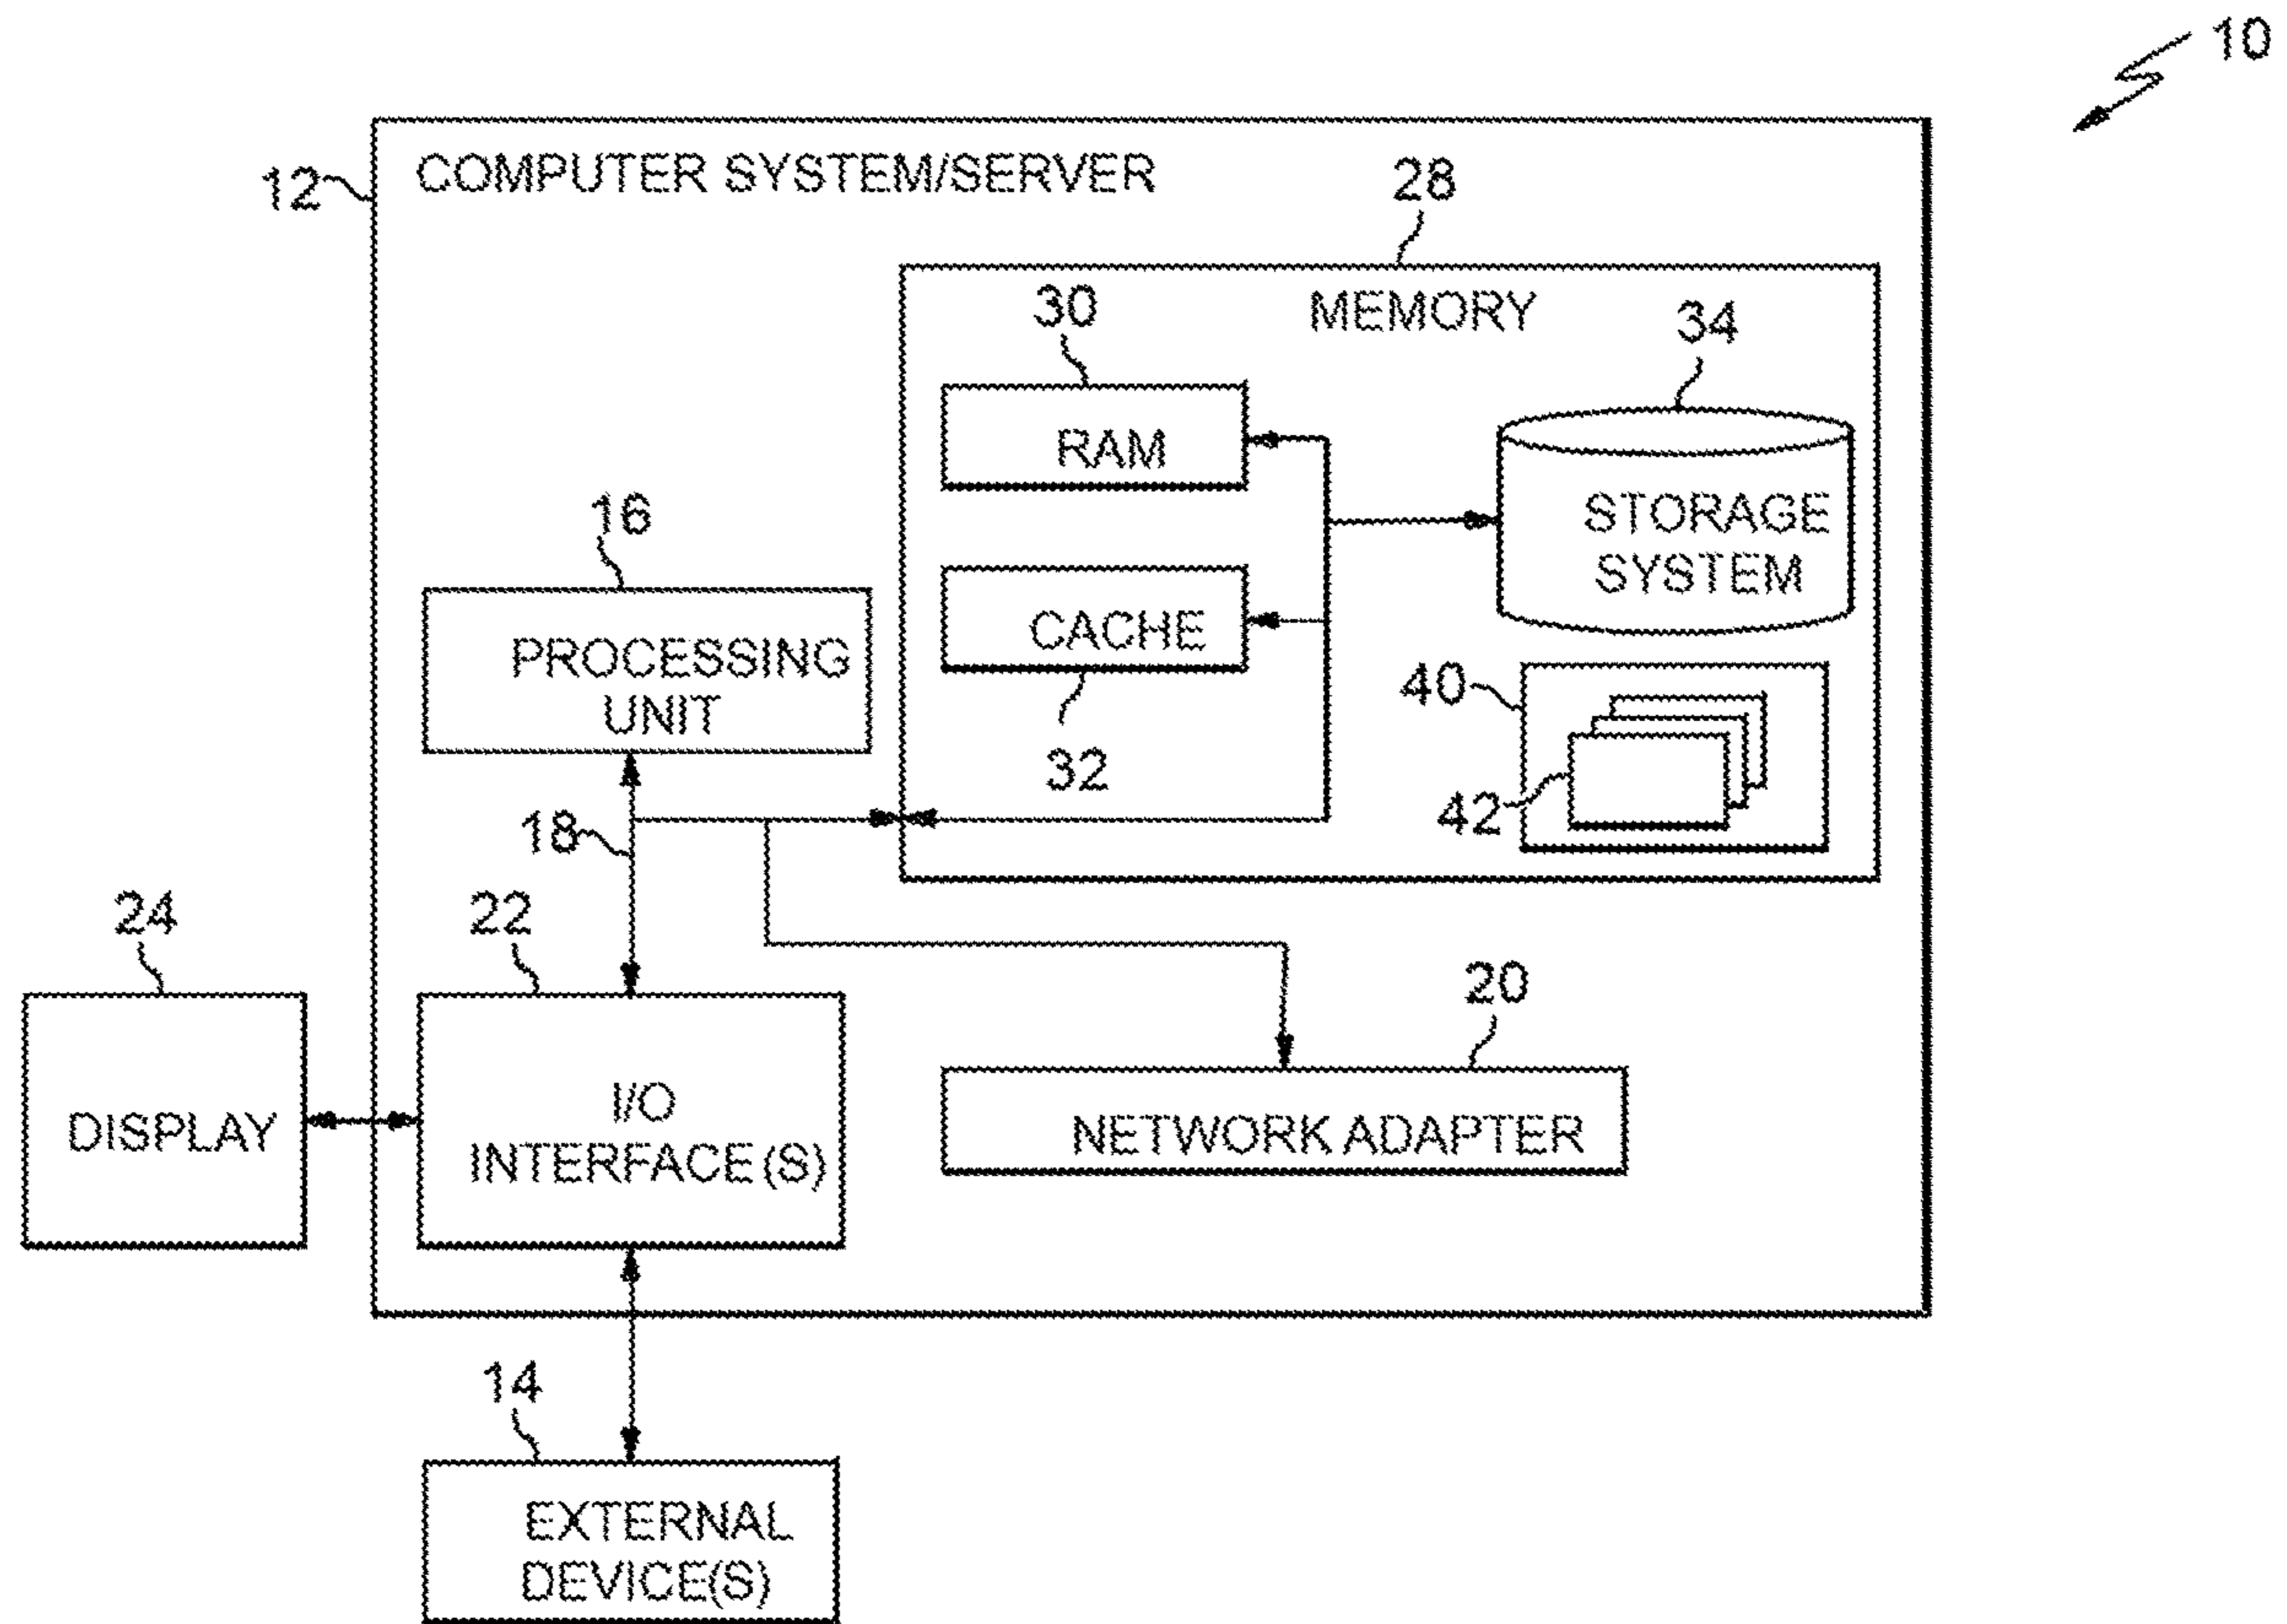 10
12
COMPUTER SYSTEM/SERVER
28
MEMORY
30
34
RAM
STORAGE
SYSTEM
16
CACHE
PROCESSING
UNIT
32
40
42
18
24
22
20
DISPLAY
I/O
INTERFACE(S)
NETWORK ADAPTER
14
EXTERNAL
DEVICE(S)